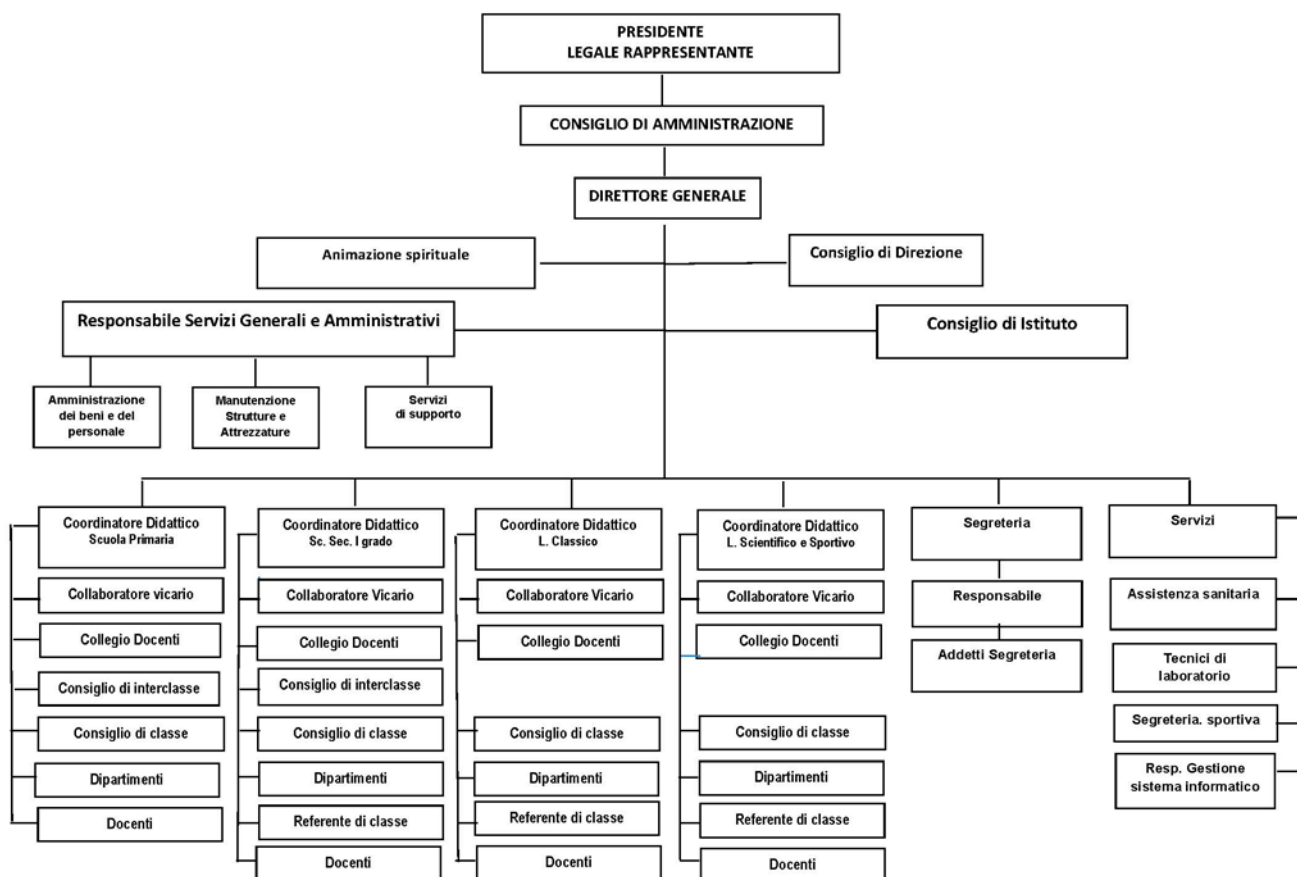 PRESIDENTE
LEGALE RAPPRESENTANTE
CONSIGLIO DI AMMINISTRAZIONE
DIRETTORE GENERALE
Animazione spirituale
Consiglio di Direzione
Responsabile Servizi Generali e Amministrativi
Consiglio di Istituto
Amministrazione
dei beni e del
personale
Manutenzione
Strutture e
Attrezzature
Servizi
di supporto
Coordinatore Didattico
Scuola Primaria
Collaboratore vicario
Collegio Docenti
Consiglio di interclasse
Consiglio di classe
Dipartimenti
Docenti
Coordinatore Didattico
Sc. Sec. I grado
Collaboratore Vicario
Collegio Docenti
Consiglio di interclasse
Consiglio di classe
Dipartimenti
Referente di classe
Docenti
Coordinatore Didattico
L. Classico
Collaboratore Vicario
Collegio Docenti
Consiglio di classe
Dipartimenti
Referente di classe
Docenti
Coordinatore Didattico
L. Scientifico e Sportivo
Collaboratore Vicario
Collegio Docenti
Consiglio di classe
Dipartimenti
Referente di classe
Docenti
Segreteria
Responsabile
Addetti Segreteria
Servizi
Assistenza sanitaria
Tecnici di
laboratorio
Segreteria. sportiva
Resp. Gestione
sistema informatico